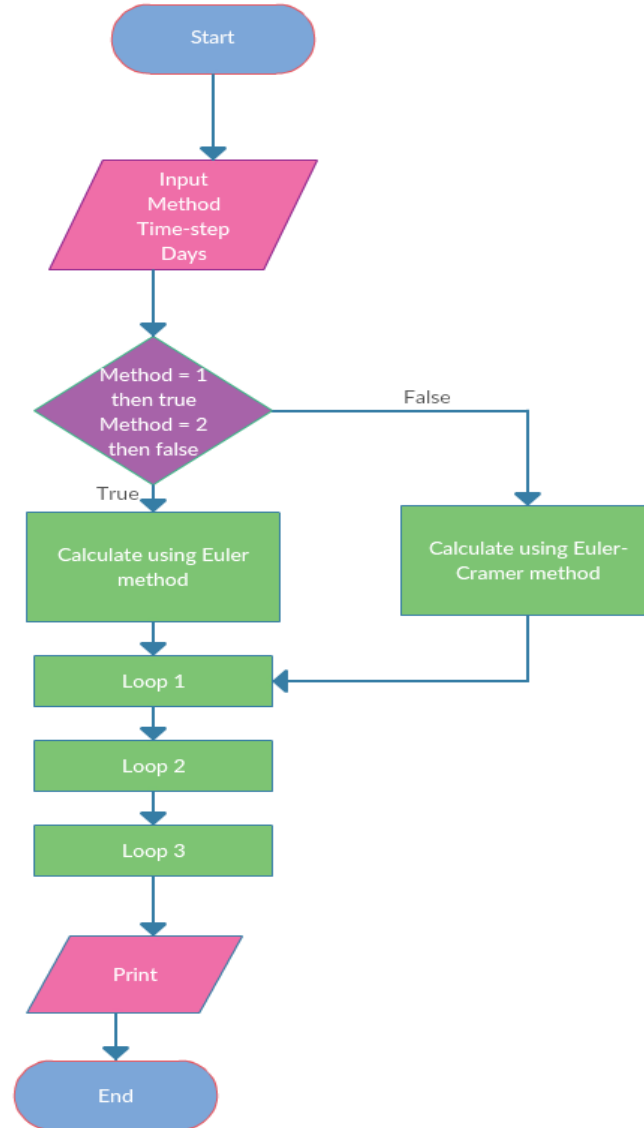 Start
Input
Method
Time-step
Days
Method = 1
then true
Method = 2
then false
False
True
Calculate using Euler
method
Calculate using Euler-
Cramer method
Loop 1
Loop 2
Loop 3
Print
End